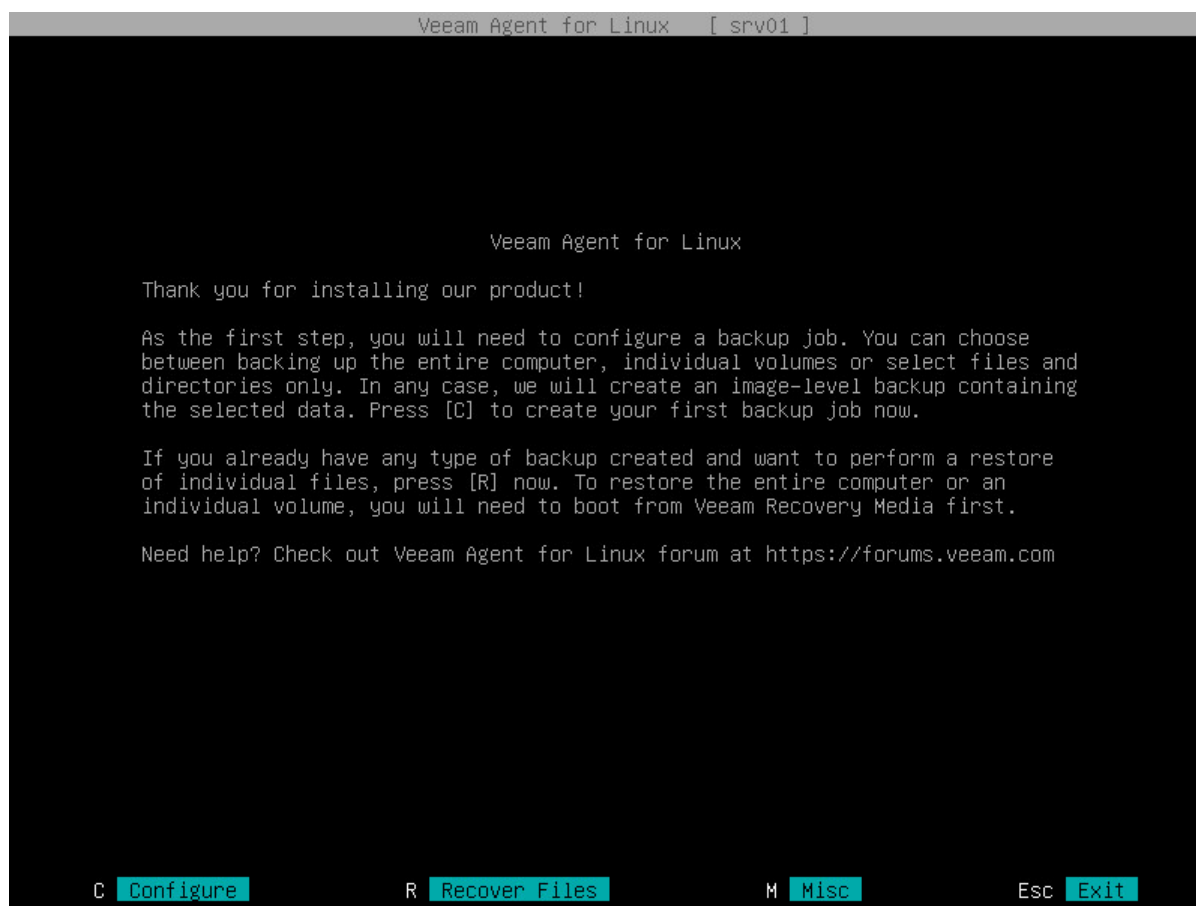 Veeam Agent for Linux [ srv01 ]
Veeam Agent for Linux
Thank you for installing our product!
As the first step, you will need to configure a backup job. You can choose
between backing up the entire computer, individual volumes or select files and
directories only. In any case, we will create an image-level backup containing
the selected data. Press [C] to create your first backup job now.
If you already have any type of backup created and want to perform a restore
of individual files, press [R] now. To restore the entire computer or an
individual volume, you will need to boot from Veeam Recovery Media first.
Need help? Check out Veeam Agent for Linux forum at https://forums.veeam.com
C Configure R Recover Files M Misc Esc Exit